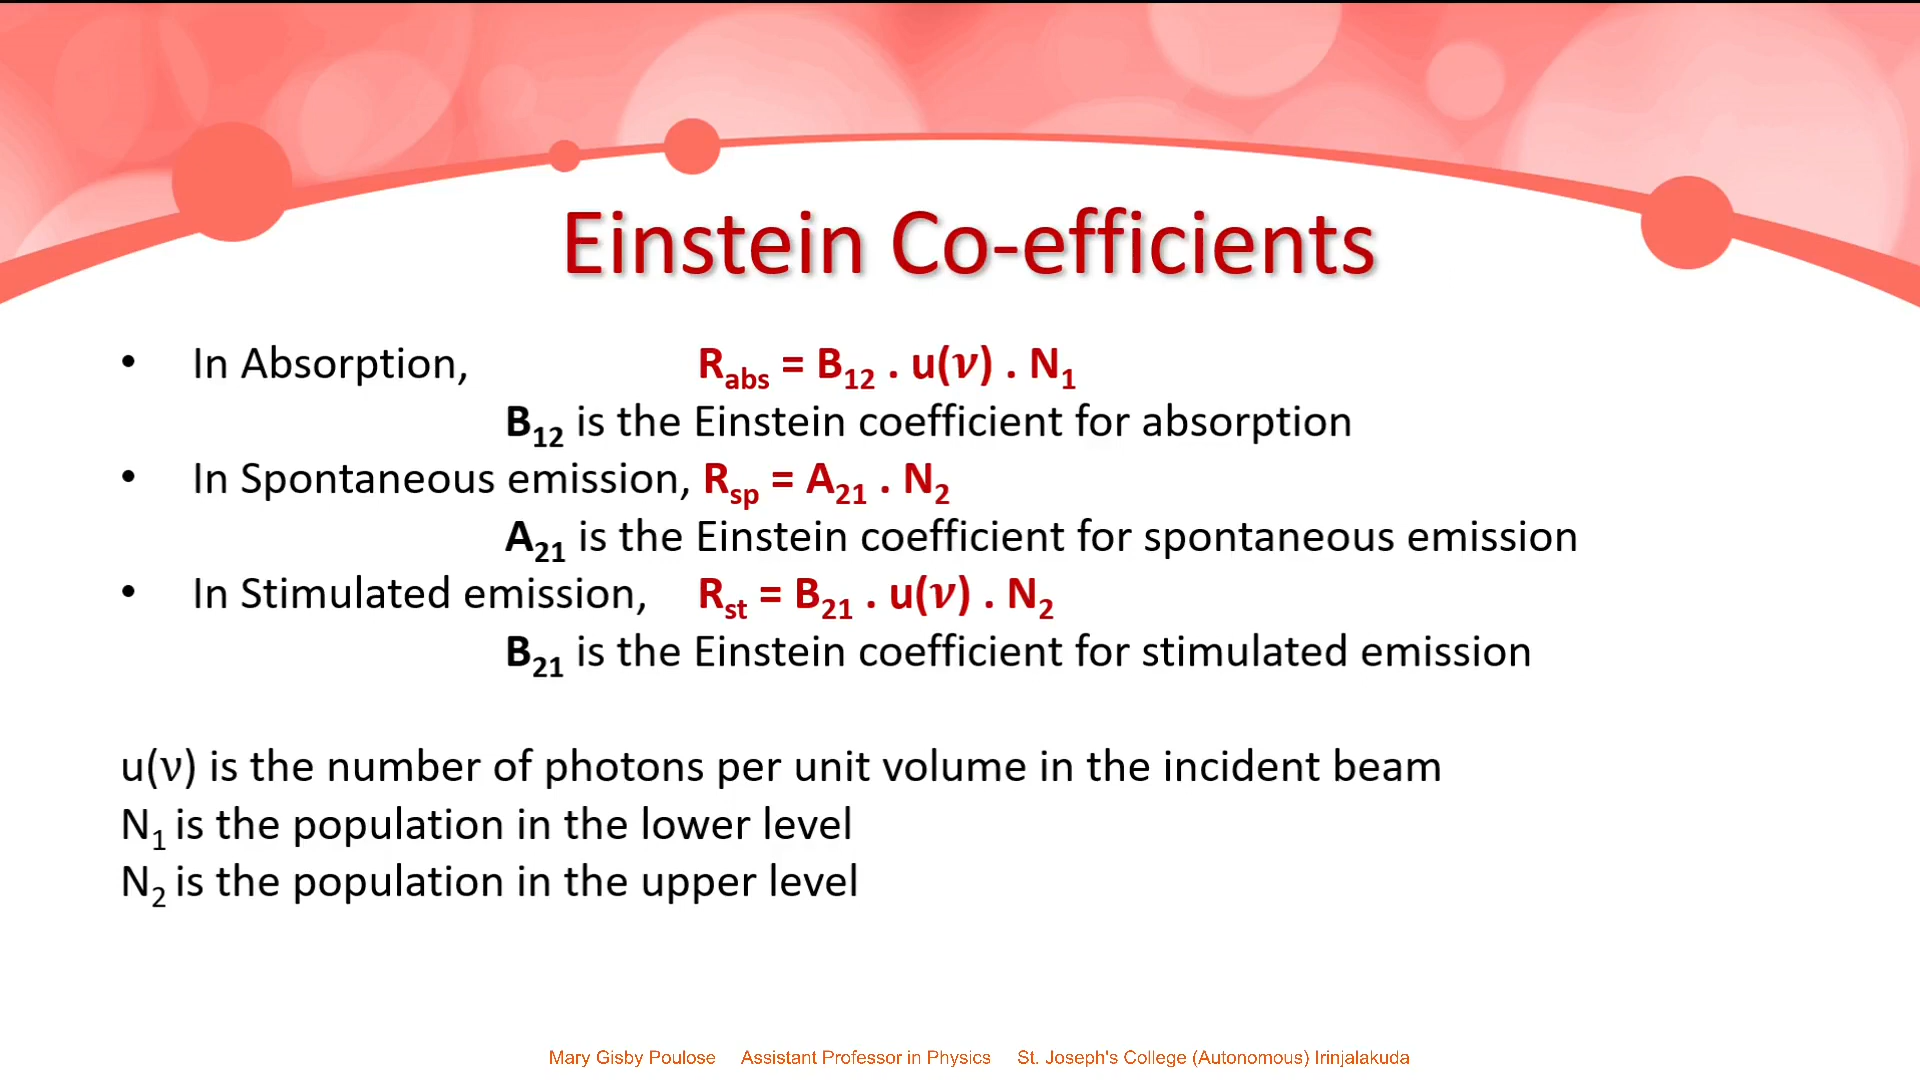 Einstein Co-efficients
• In Absorption, R_abs = B_12 . u(ν) . N_1
B_12 is the Einstein coefficient for absorption
• In Spontaneous emission, R_sp = A_21 . N_2
A_21 is the Einstein coefficient for spontaneous emission
• In Stimulated emission, R_st = B_21 . u(ν) . N_2
B_21 is the Einstein coefficient for stimulated emission
u(ν) is the number of photons per unit volume in the incident beam
N_1 is the population in the lower level
N_2 is the population in the upper level
Mary Gisby Poulose Assistant Professor in Physics St. Joseph's College (Autonomous) Irinjalakuda